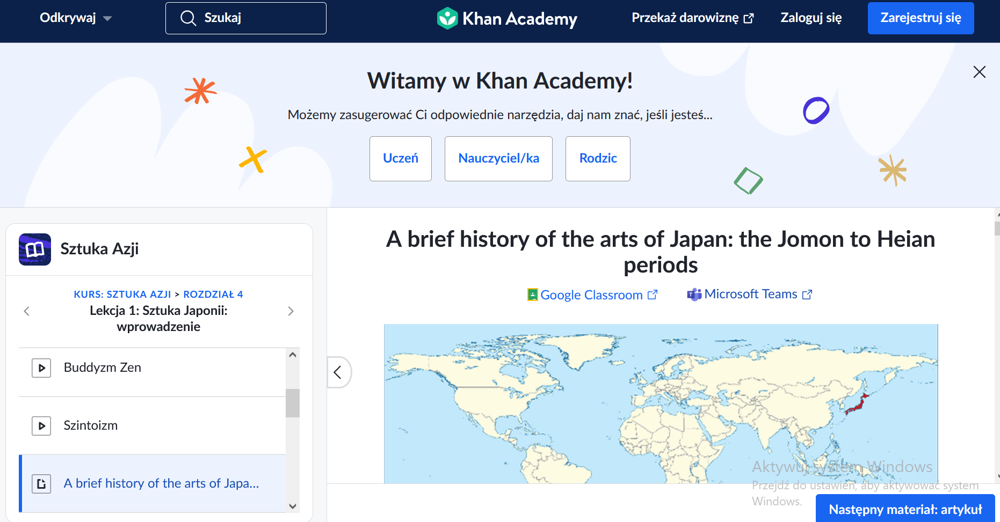 Odkrywaj
Szukaj
Khan Academy
Przekaż darowiznę
Zaloguj się
Zarejestruj się
Witamy w Khan Academy!
Możemy zasugerować Ci odpowiednie narzędzia, daj nam znać, jeśli jesteś...
Uczeń
Nauczyciel/ka
Rodzic
Sztuka Azji
KURS: SZTUKA AZJI > ROZDZIAŁ 4
Lekcja 1: Sztuka Japonii:
wprowadzenie
Buddyzm Zen
Szintoizm
A brief history of the arts of Japa...
A brief history of the arts of Japan: the Jomon to Heian
periods
Google Classroom
Microsoft Teams
Aktywuj system Windows
Przejdź do ustawień, aby aktywować system
Windows.
Następny materiał: artykuł